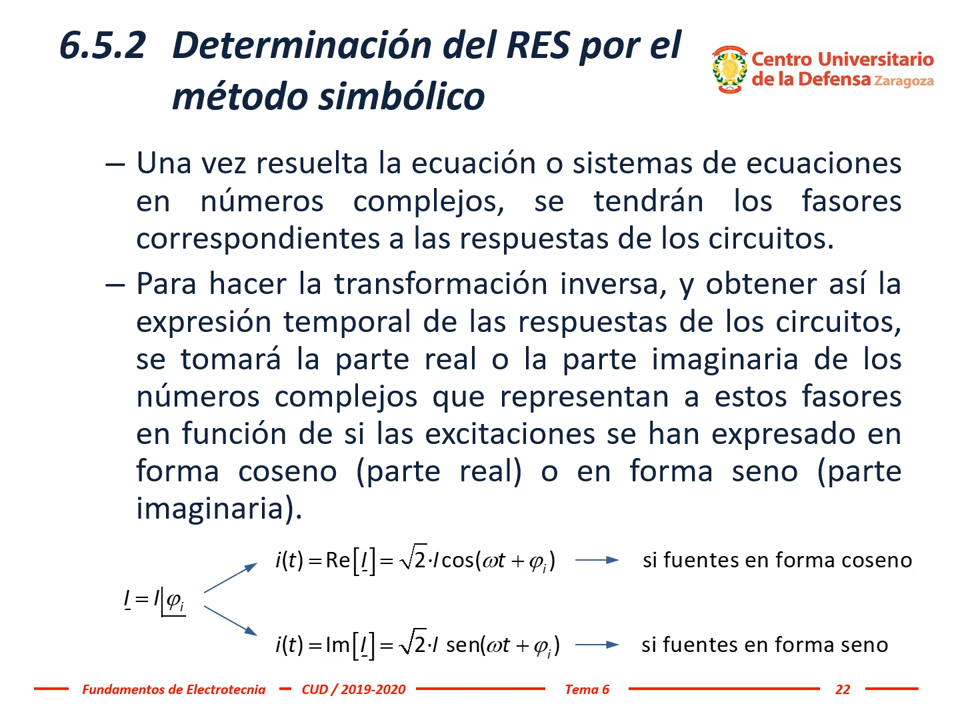 6.5.2 Determinación del RES por el
método simbólico
Centro Universitario
de la Defensa Zaragoza
– Una vez resuelta la ecuación o sistemas de ecuaciones
en números complejos, se tendrán los fasores
correspondientes a las respuestas de los circuitos.
– Para hacer la transformación inversa, y obtener así la
expresión temporal de las respuestas de los circuitos,
se tomará la parte real o la parte imaginaria de los
números complejos que representan a estos fasores
en función de si las excitaciones se han expresado en
forma coseno (parte real) o en forma seno (parte
imaginaria).
i(t) = Re[I] = √2·I cos(ωt + φi) → si fuentes en forma coseno
I = I|φi
i(t) = Im[I] = √2·I sen(ωt + φi) → si fuentes en forma seno
Fundamentos de Electrotecnia CUD / 2019-2020 Tema 6 22